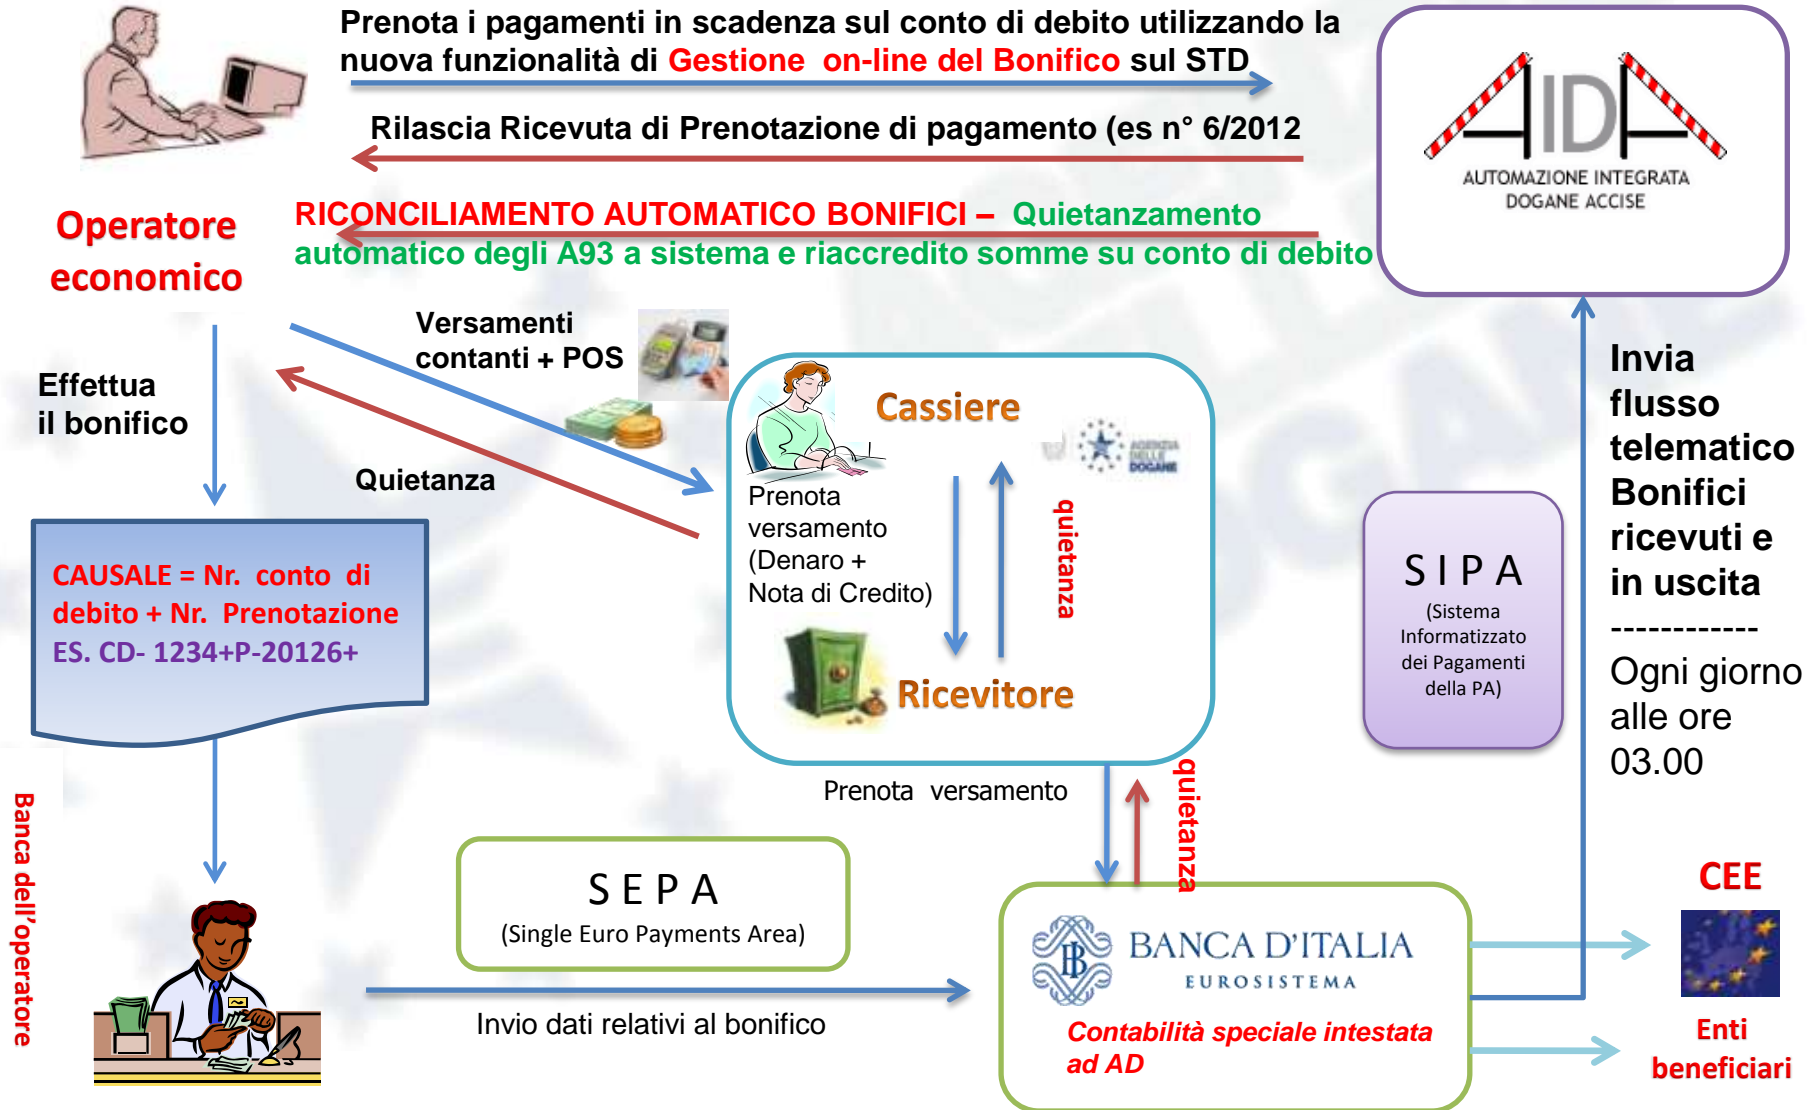 Prenota i pagamenti in scadenza sul conto di debito utilizzando la
nuova funzionalità di Gestione on-line del Bonifico sul STD
Rilascia Ricevuta di Prenotazione di pagamento (es n° 6/2012
AIDA
AUTOMAZIONE INTEGRATA
DOGANE ACCISE
Operatore
economico
RICONCILIAMENTO AUTOMATICO BONIFICI – Quietanzamento
automatico degli A93 a sistema e riaccredito somme su conto di debito
Versamenti
contanti + POS
Effettua
il bonifico
Quietanza
Cassiere
AGENZIA
DELLE
DOGANE
Prenota
versamento
(Denaro +
Nota di Credito)
quietanza
Ricevitore
Invia
flusso
telematico
Bonifici
ricevuti e
in uscita
------------
Ogni giorno
alle ore
03.00
S I P A
(Sistema
Informatizzato
dei Pagamenti
della PA)
CAUSALE = Nr. conto di
debito + Nr. Prenotazione
ES. CD- 1234+P-20126+
Prenota versamento
quietanza
Banca dell'operatore
S E P A
(Single Euro Payments Area)
Invio dati relativi al bonifico
BANCA D'ITALIA
EUROSISTEMA
Contabilità speciale intestata
ad AD
CEE
Enti
beneficiari